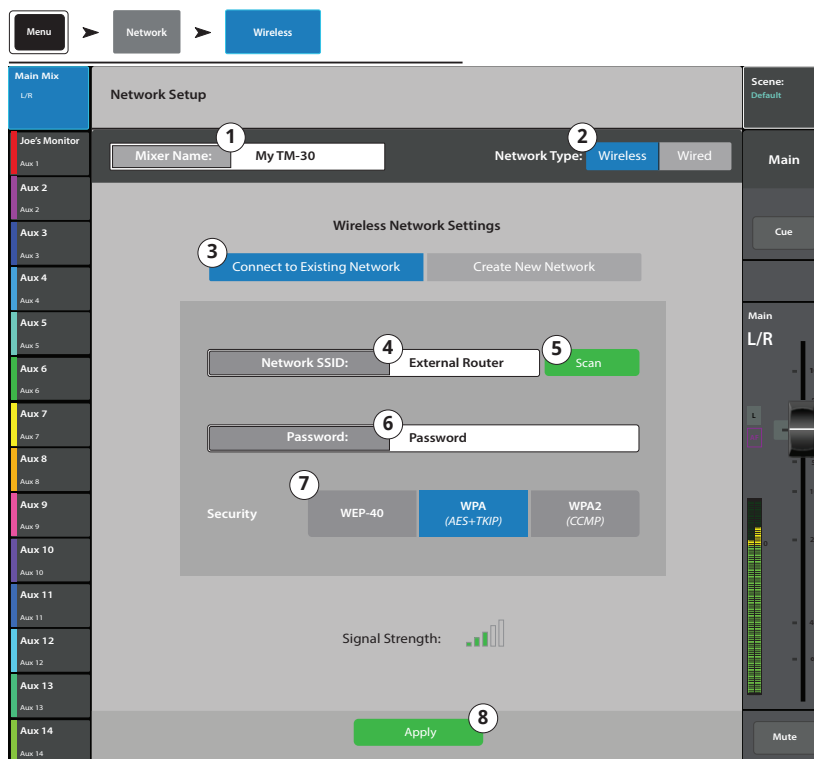 Menu
Network
Wireless
Main Mix
L/R
Network Setup
Scene:
Default
Joe's Monitor
Aux 1
1
Mixer Name:
My TM-30
2
Network Type:
Wireless
Wired
Main
Aux 2
Aux 2
Aux 3
Aux 3
Wireless Network Settings
Cue
3
Connect to Existing Network
Create New Network
Aux 4
Aux 4
Aux 5
Aux 5
Main
L/R
4
Network SSID:
External Router
5
Scan
Aux 6
Aux 6
Aux 7
Aux 7
6
Password:
Password
L
Aux 8
Aux 8
7
Security
WEP-40
WPA
(AES+TKIP)
WPA2
(CCMP)
Aux 9
Aux 9
Aux 10
Aux 10
Aux 11
Aux 11
Aux 12
Aux 12
Signal Strength:
Aux 13
Aux 13
Aux 14
Aux 14
8
Apply
Mute